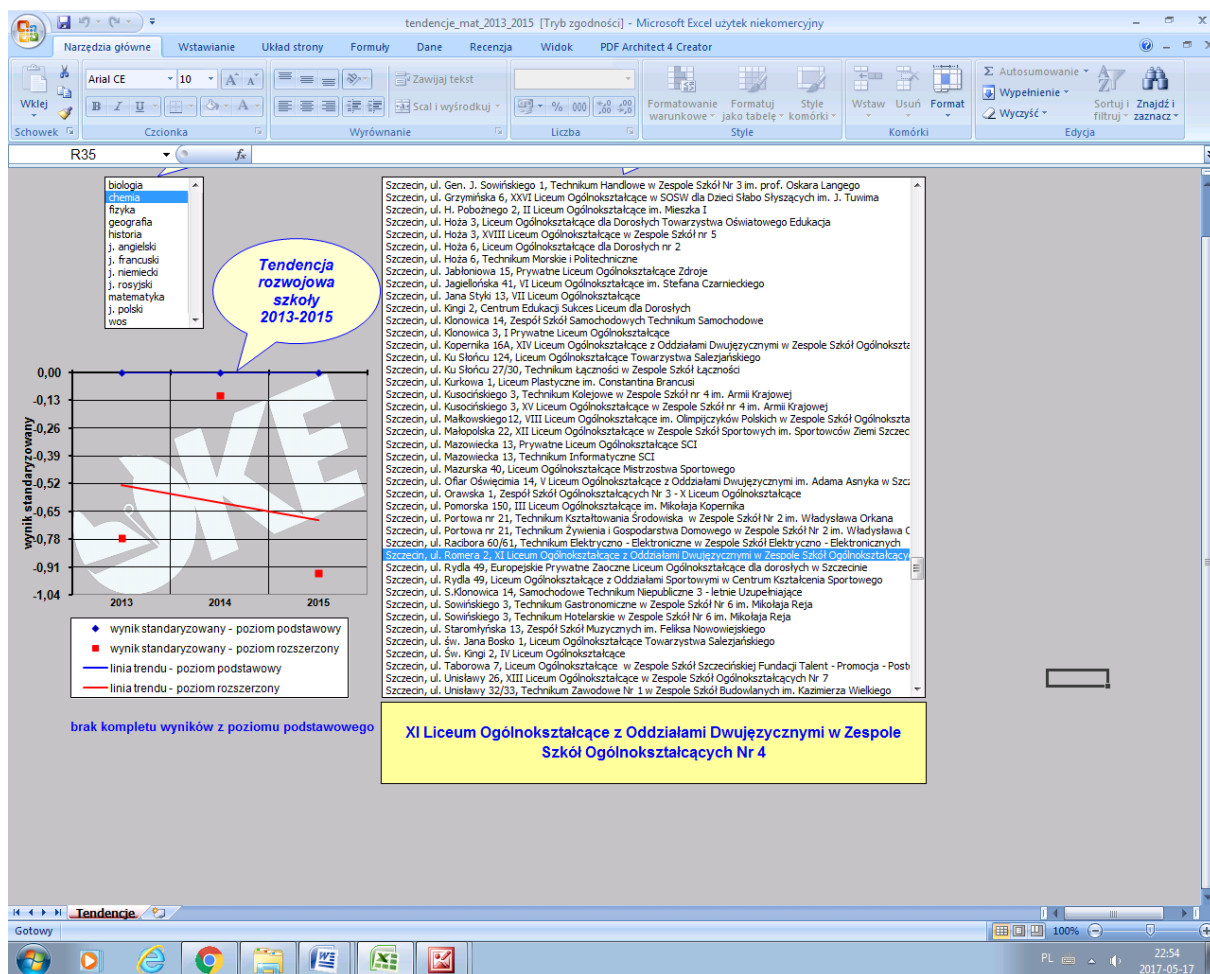 tendencje_mat_2013_2015 [Tryb zgodności] - Microsoft Excel użytek niekomercyjny
Narzędzia główne Wstawianie Układ strony Formuły Dane Recenzja Widok PDF Architect 4 Creator
Wklej
Schowek
Arial CE 10
B I U
Czcionka
Zawijaj tekst
Scal i wyśrodkuj
Wyrównanie
% 000
Liczba
Formatowanie warunkowe
Formatuj jako tabelę
Style komórki
Style
Wstaw Usuń Format
Komórki
Σ Autosumowanie
Wypełnienie
Wyczyść
Sortuj i filtruj
Znajdź i zaznacz
Edycja
R35
fx
biologia
chemia
fizyka
geografia
historia
j. angielski
j. francuski
j. niemiecki
j. rosyjski
matematyka
j. polski
wos
Tendencja
rozwojowa
szkoły
2013-2015
Szczecin, ul. Gen. J. Sowińskiego 1, Technikum Handlowe w Zespole Szkół Nr 3 im. prof. Oskara Langego
Szczecin, ul. Grzymińska 6, XXVI Liceum Ogólnokształcące w SOSW dla Dzieci Słabo Słyszących im. J. Tuwima
Szczecin, ul. H. Pobożnego 2, II Liceum Ogólnokształcące im. Mieszka I
Szczecin, ul. Hoża 3, Liceum Ogólnokształcące dla Dorosłych Towarzystwa Oświatowego Edukacja
Szczecin, ul. Hoża 3, XVIII Liceum Ogólnokształcące w Zespole Szkół nr 5
Szczecin, ul. Hoża 6, Liceum Ogólnokształcące dla Dorosłych nr 2
Szczecin, ul. Hoża 6, Technikum Morskie i Politechniczne
Szczecin, ul. Jabłoniowa 15, Prywatne Liceum Ogólnokształcące Zdroje
Szczecin, ul. Jagiellońska 41, VI Liceum Ogólnokształcące im. Stefana Czarnieckiego
Szczecin, ul. Jana Styki 13, VII Liceum Ogólnokształcące
Szczecin, ul. Kingi 2, Centrum Edukacji Sukces Liceum dla Dorosłych
Szczecin, ul. Klonowica 14, Zespół Szkół Samochodowych Technikum Samochodowe
Szczecin, ul. Klonowica 3, I Prywatne Liceum Ogólnokształcące
Szczecin, ul. Kopernika 16A, XIV Liceum Ogólnokształcące z Oddziałami Dwujęzycznymi w Zespole Szkół Ogólnokszta
Szczecin, ul. Ku Słońcu 124, Liceum Ogólnokształcące Towarzystwa Salezjańskiego
Szczecin, ul. Ku Słońcu 27/30, Technikum Łączności w Zespole Szkół Łączności
Szczecin, ul. Kurkowa 1, Liceum Plastyczne im. Constantina Brancusi
Szczecin, ul. Kusocińskiego 3, Technikum Kolejowe w Zespole Szkół nr 4 im. Armii Krajowej
Szczecin, ul. Kusocińskiego 3, XV Liceum Ogólnokształcące w Zespole Szkół nr 4 im. Armii Krajowej
Szczecin, ul. Małkowskiego12, VIII Liceum Ogólnokształcące im. Olimpijczyków Polskich w Zespole Szkół Ogólnokszta
Szczecin, ul. Małopolska 22, XII Liceum Ogólnokształcące w Zespole Szkół Sportowych im. Sportowców Ziemi Szczec
Szczecin, ul. Mazowiecka 13, Prywatne Liceum Ogólnokształcące SCI
Szczecin, ul. Mazowiecka 13, Technikum Informatyczne SCI
Szczecin, ul. Mazurska 40, Liceum Ogólnokształcące Mistrzostwa Sportowego
Szczecin, ul. Ofiar Oświęcimia 14, V Liceum Ogólnokształcące z Oddziałami Dwujęzycznymi im. Adama Asnyka w Szcz
Szczecin, ul. Orawska 1, Zespół Szkół Ogólnokształcących Nr 3 - X Liceum Ogólnokształcące
Szczecin, ul. Pomorska 150, III Liceum Ogólnokształcące im. Mikołaja Kopernika
Szczecin, ul. Portowa nr 21, Technikum Kształtowania Środowiska w Zespole Szkół Nr 2 im. Władysława Orkana
Szczecin, ul. Portowa nr 21, Technikum Żywienia i Gospodarstwa Domowego w Zespole Szkół Nr 2 im. Władysława O
Szczecin, ul. Racibora 60/61, Technikum Elektryczno - Elektroniczne w Zespole Szkół Elektryczno - Elektronicznych
Szczecin, ul. Romera 2, XI Liceum Ogólnokształcące z Oddziałami Dwujęzycznymi w Zespole Szkół Ogólnokształcący
Szczecin, ul. Rydla 49, Europejskie Prywatne Zaoczne Liceum Ogólnokształcące dla dorosłych w Szczecinie
Szczecin, ul. Rydla 49, Liceum Ogólnokształcące z Oddziałami Sportowymi w Centrum Kształcenia Sportowego
Szczecin, ul. S.Klonowica 14, Samochodowe Technikum Niepubliczne 3 - letnie Uzupełniające
Szczecin, ul. Sowińskiego 3, Technikum Gastronomiczne w Zespole Szkół Nr 6 im. Mikołaja Reja
Szczecin, ul. Sowińskiego 3, Technikum Hotelarskie w Zespole Szkół Nr 6 im. Mikołaja Reja
Szczecin, ul. Staromłyńska 13, Zespół Szkół Muzycznych im. Feliksa Nowowiejskiego
Szczecin, ul. św. Jana Bosko 1, Liceum Ogólnokształcące Towarzystwa Salezjańskiego
Szczecin, ul. Św. Kingi 2, IV Liceum Ogólnokształcące
Szczecin, ul. Taborowa 7, Liceum Ogólnokształcące w Zespole Szkół Szczecińskiej Fundacji Talent - Promocja - Postę
Szczecin, ul. Unisławy 26, XIII Liceum Ogólnokształcące w Zespole Szkół Ogólnokształcących Nr 7
Szczecin, ul. Unisławy 32/33, Technikum Zawodowe Nr 1 w Zespole Szkół Budowlanych im. Kazimierza Wielkiego
wynik standaryzowany
0,00
-0,13
-0,26
-0,39
-0,52
-0,65
-0,78
-0,91
-1,04
OKE
2013 2014 2015
wynik standaryzowany - poziom podstawowy
wynik standaryzowany - poziom rozszerzony
linia trendu - poziom podstawowy
linia trendu - poziom rozszerzony
brak kompletu wyników z poziomu podstawowego
XI Liceum Ogólnokształcące z Oddziałami Dwujęzycznymi w Zespole
Szkół Ogólnokształcących Nr 4
Tendencje
Gotowy
100%
PL
22:54
2017-05-17